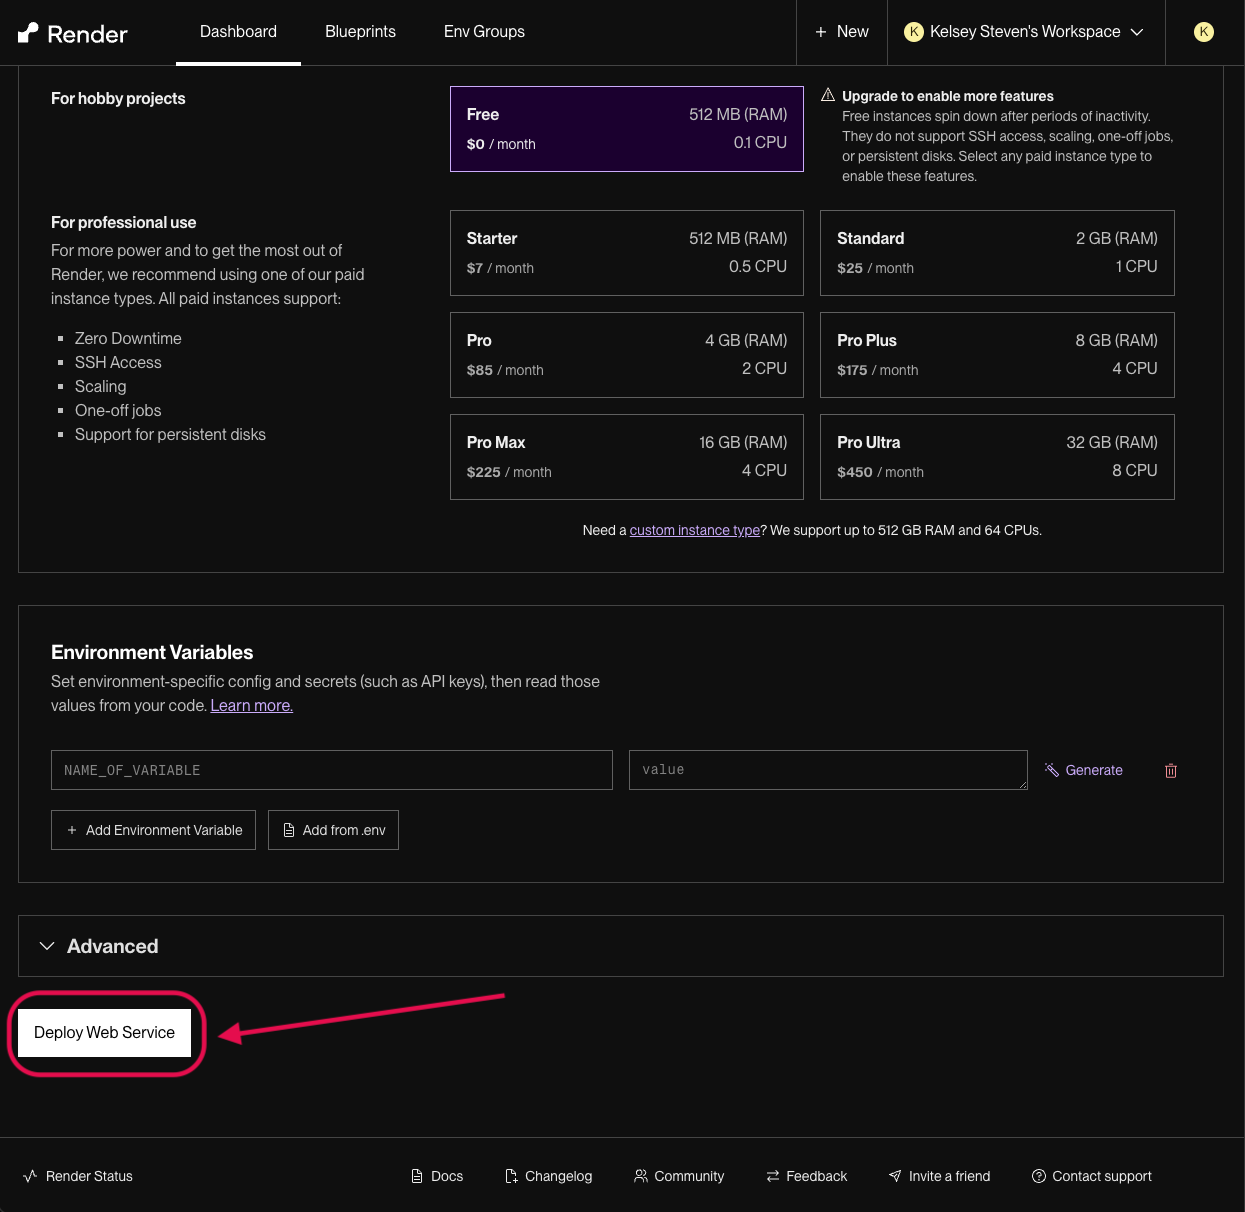 Render
Dashboard
Blueprints
Env Groups
+ New
K Kelsey Steven's Workspace
K
For hobby projects
Free 512 MB (RAM)
$0 / month 0.1 CPU
Upgrade to enable more features
Free instances spin down after periods of inactivity.
They do not support SSH access, scaling, one-off jobs,
or persistent disks. Select any paid instance type to
enable these features.
For professional use
For more power and to get the most out of
Render, we recommend using one of our paid
instance types. All paid instances support:
Zero Downtime
SSH Access
Scaling
One-off jobs
Support for persistent disks
Starter 512 MB (RAM)
$7 / month 0.5 CPU
Standard 2 GB (RAM)
$25 / month 1 CPU
Pro 4 GB (RAM)
$85 / month 2 CPU
Pro Plus 8 GB (RAM)
$175 / month 4 CPU
Pro Max 16 GB (RAM)
$225 / month 4 CPU
Pro Ultra 32 GB (RAM)
$450 / month 8 CPU
Need a custom instance type? We support up to 512 GB RAM and 64 CPUs.
Environment Variables
Set environment-specific config and secrets (such as API keys), then read those
values from your code. Learn more.
NAME_OF_VARIABLE
value
Generate
+ Add Environment Variable
Add from .env
Advanced
Deploy Web Service
Render Status
Docs
Changelog
Community
Feedback
Invite a friend
Contact support